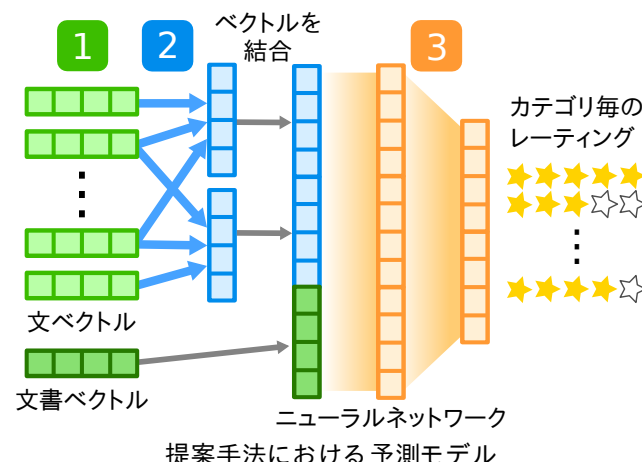 1
2
ベクトルを
結合
3
カテゴリ毎の
レーティング
文ベクトル
文書ベクトル
ニューラルネットワーク
提案手法における予測モデル